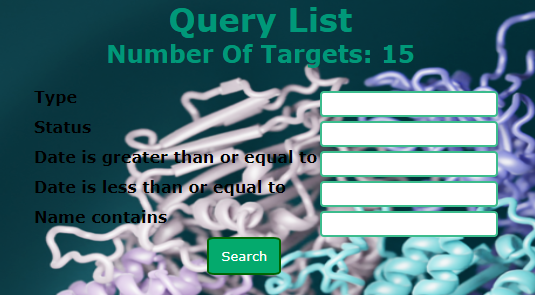 Query List
Number Of Targets: 15
Type
Status
Date is greater than or equal to
Date is less than or equal to
Name contains
Search